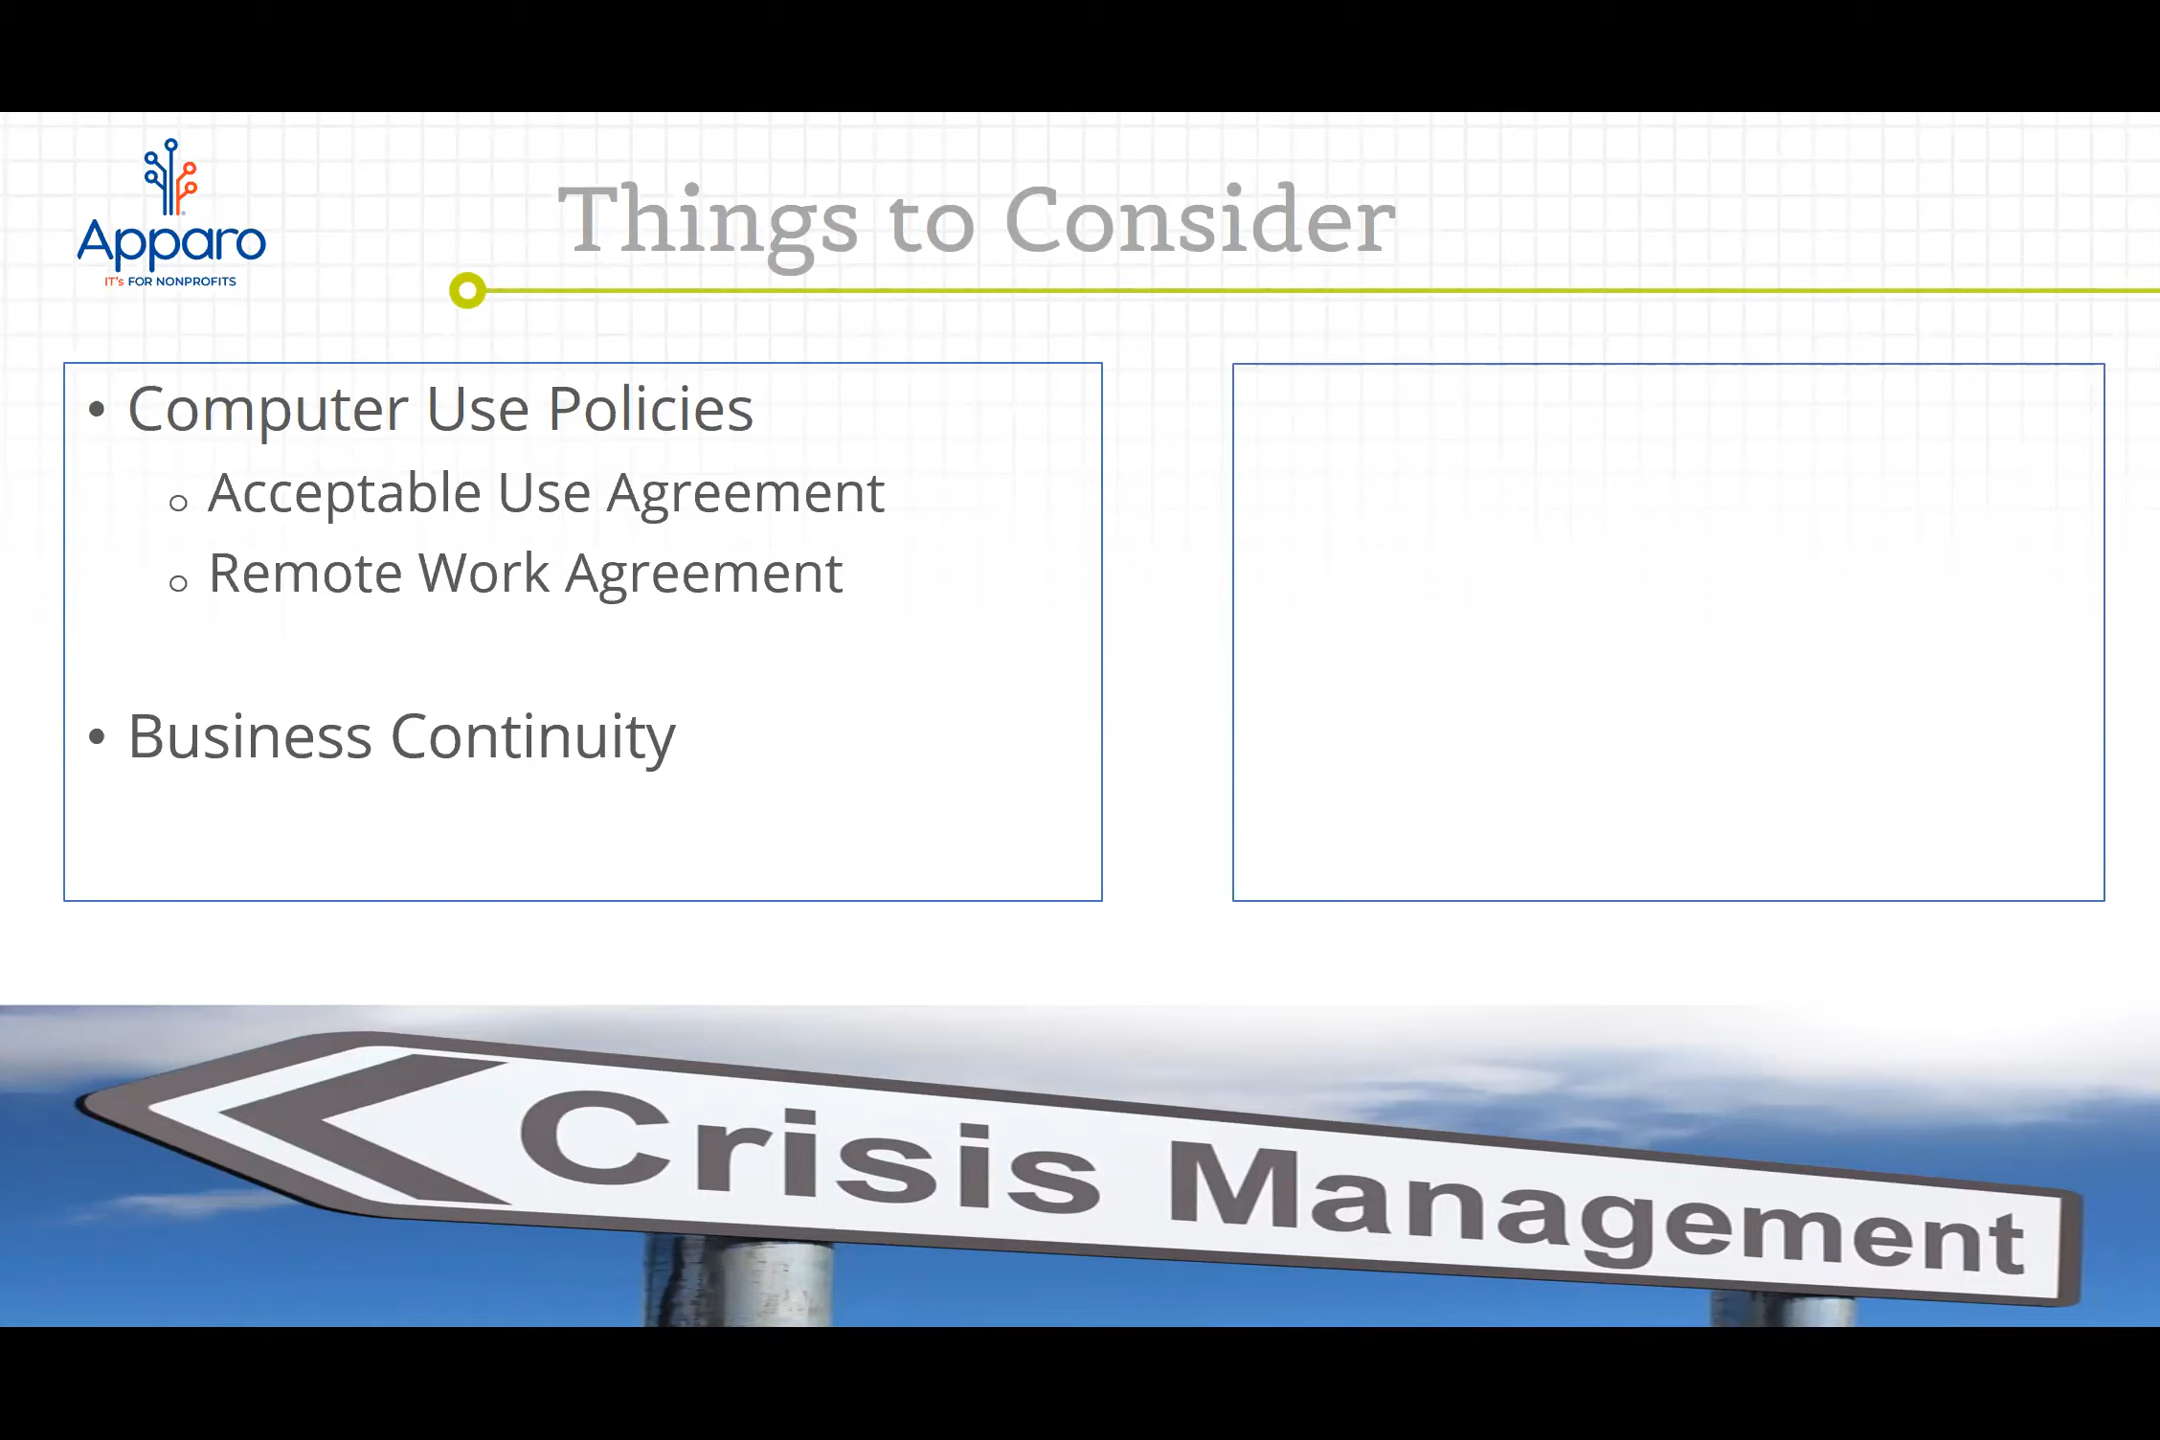 Apparo
IT's FOR NONPROFITS
Things to Consider
• Computer Use Policies
o Acceptable Use Agreement
o Remote Work Agreement
• Business Continuity
Crisis Management